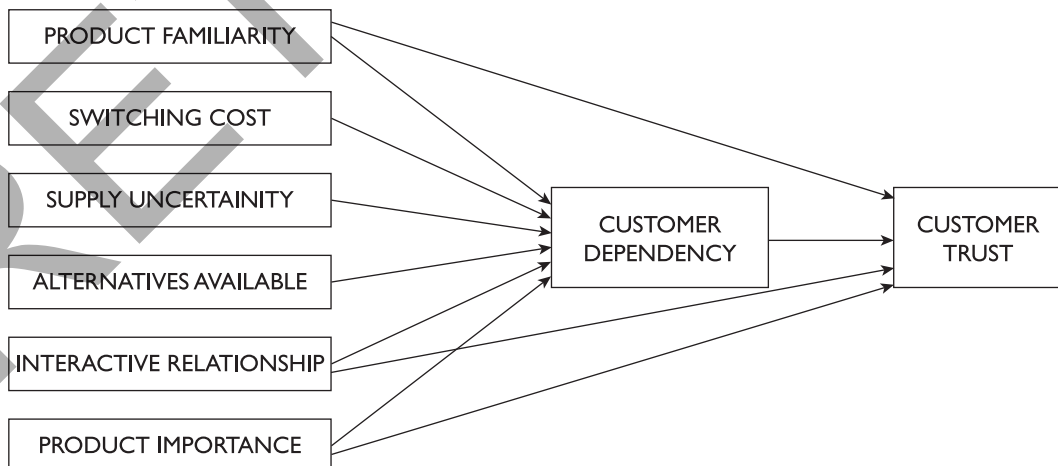 PRODUCT FAMILIARITY
SWITCHING COST
SUPPLY UNCERTAINITY
ALTERNATIVES AVAILABLE
INTERACTIVE RELATIONSHIP
PRODUCT IMPORTANCE
CUSTOMER
DEPENDENCY
CUSTOMER
TRUST